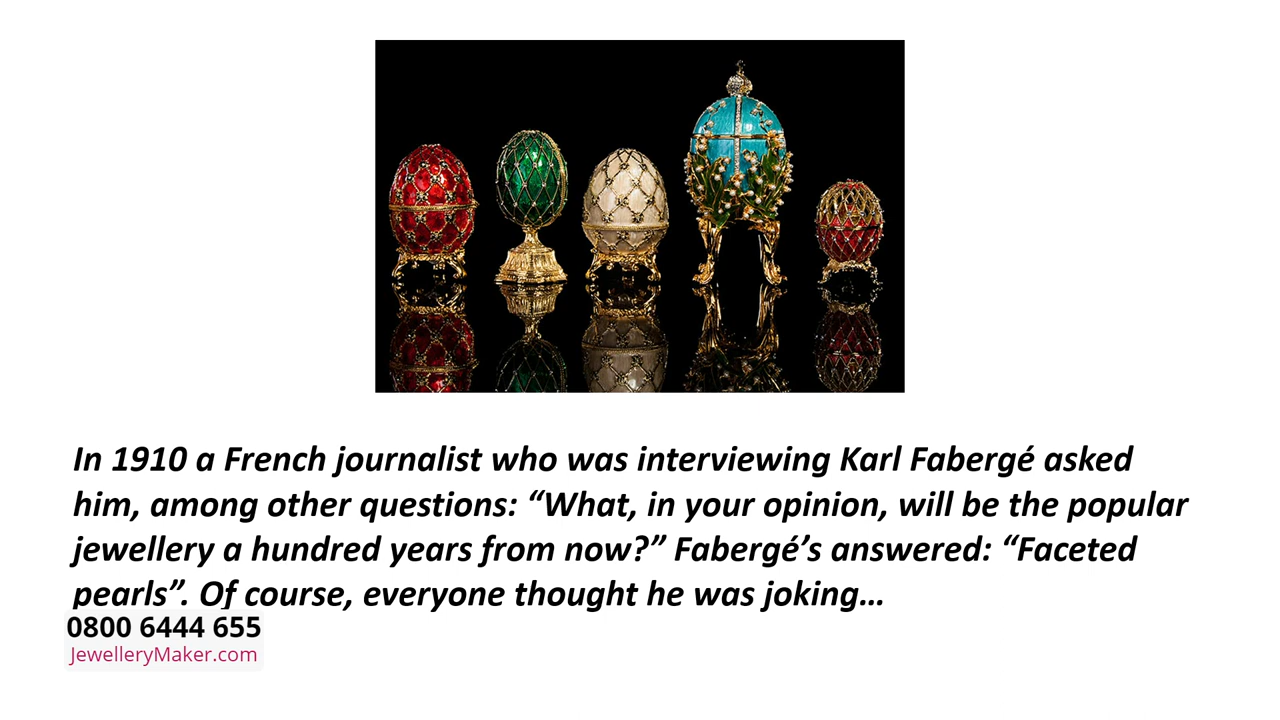 In 1910 a French journalist who was interviewing Karl Fabergé asked
him, among other questions: “What, in your opinion, will be the popular
jewellery a hundred years from now?” Fabergé’s answered: “Faceted
pearls”. Of course, everyone thought he was joking…
0800 6444 655
JewelleryMaker.com